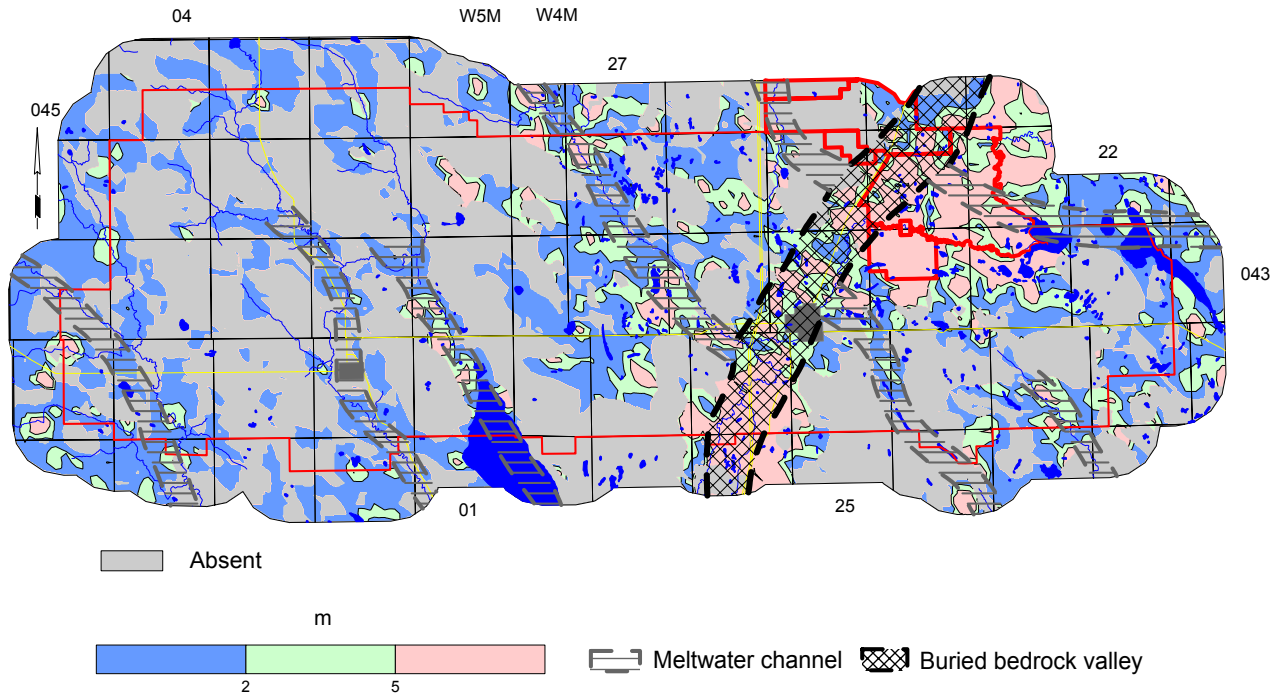 04
W5M W4M
27
045
22
043
01
25
Absent
m
2 5
Meltwater channel
Buried bedrock valley